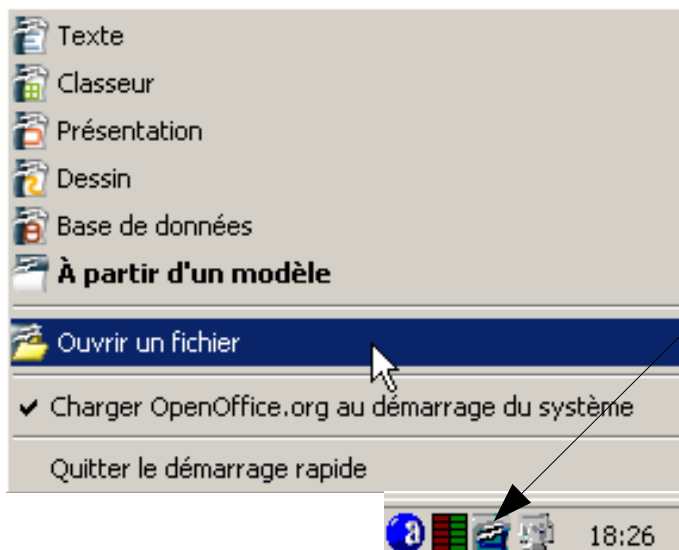 Texte
Classeur
Présentation
Dessin
Base de données
À partir d'un modèle
Ouvrir un fichier
Charger OpenOffice.org au démarrage du système
Quitter le démarrage rapide
a
18:26